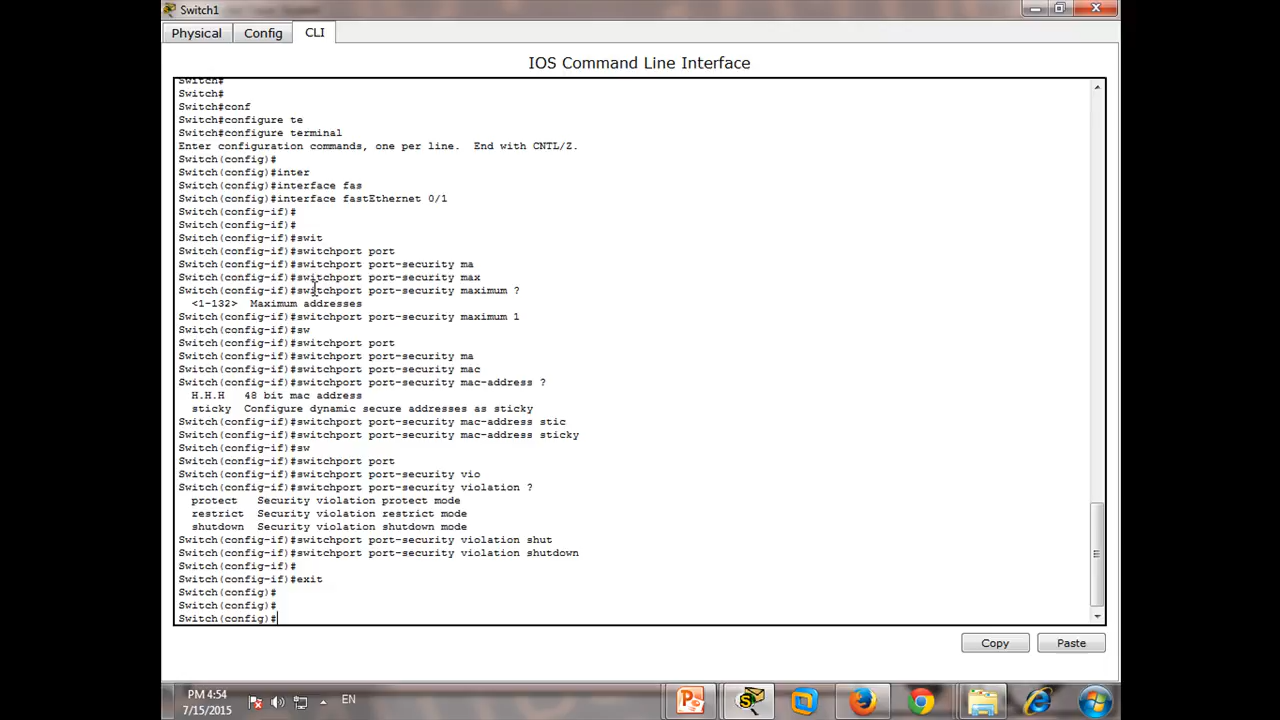 Switch1
Physical Config CLI
IOS Command Line Interface
Switch#
Switch#
Switch#conf
Switch#configure te
Switch#configure terminal
Enter configuration commands, one per line. End with CNTL/Z.
Switch(config)#
Switch(config)#inter
Switch(config)#interface fas
Switch(config)#interface fastEthernet 0/1
Switch(config-if)#
Switch(config-if)#
Switch(config-if)#swit
Switch(config-if)#switchport port
Switch(config-if)#switchport port-security ma
Switch(config-if)#switchport port-security max
Switch(config-if)#switchport port-security maximum ?
<1-132> Maximum addresses
Switch(config-if)#switchport port-security maximum 1
Switch(config-if)#sw
Switch(config-if)#switchport port
Switch(config-if)#switchport port-security ma
Switch(config-if)#switchport port-security mac
Switch(config-if)#switchport port-security mac-address ?
H.H.H 48 bit mac address
sticky Configure dynamic secure addresses as sticky
Switch(config-if)#switchport port-security mac-address stic
Switch(config-if)#switchport port-security mac-address sticky
Switch(config-if)#sw
Switch(config-if)#switchport port
Switch(config-if)#switchport port-security vio
Switch(config-if)#switchport port-security violation ?
protect Security violation protect mode
restrict Security violation restrict mode
shutdown Security violation shutdown mode
Switch(config-if)#switchport port-security violation shut
Switch(config-if)#switchport port-security violation shutdown
Switch(config-if)#
Switch(config-if)#exit
Switch(config)#
Switch(config)#
Switch(config)#
Copy Paste
PM 4:54
7/15/2015
EN